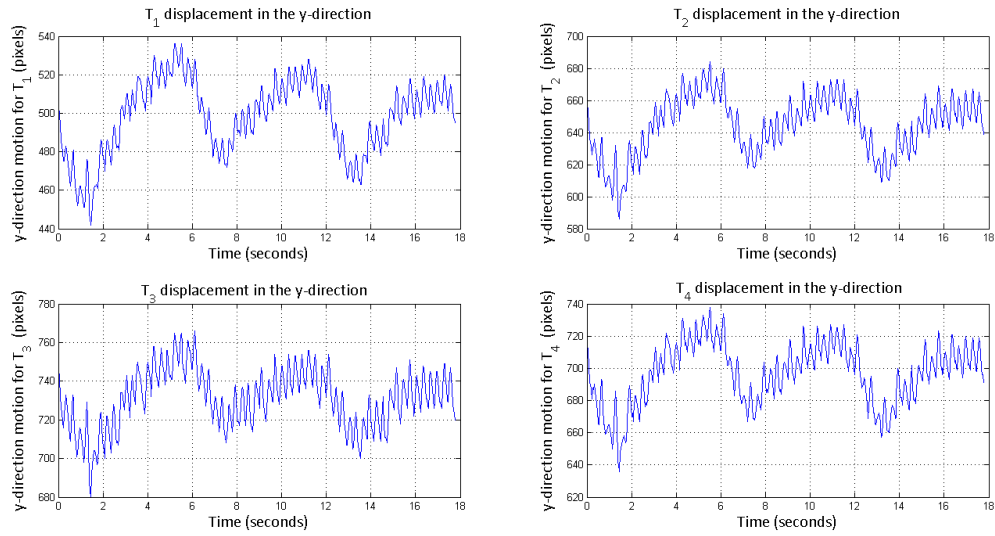 T1 displacement in the y-direction
y-direction motion for T1 (pixels)
540
520
500
480
460
440
0 2 4 6 8 10 12 14 16 18
Time (seconds)
T2 displacement in the y-direction
y-direction motion for T2 (pixels)
700
680
660
640
620
600
580
0 2 4 6 8 10 12 14 16 18
Time (seconds)
T3 displacement in the y-direction
y-direction motion for T3 (pixels)
780
760
740
720
700
680
0 2 4 6 8 10 12 14 16 18
Time (seconds)
T4 displacement in the y-direction
y-direction motion for T4 (pixels)
740
720
700
680
660
640
620
0 2 4 6 8 10 12 14 16 18
Time (seconds)